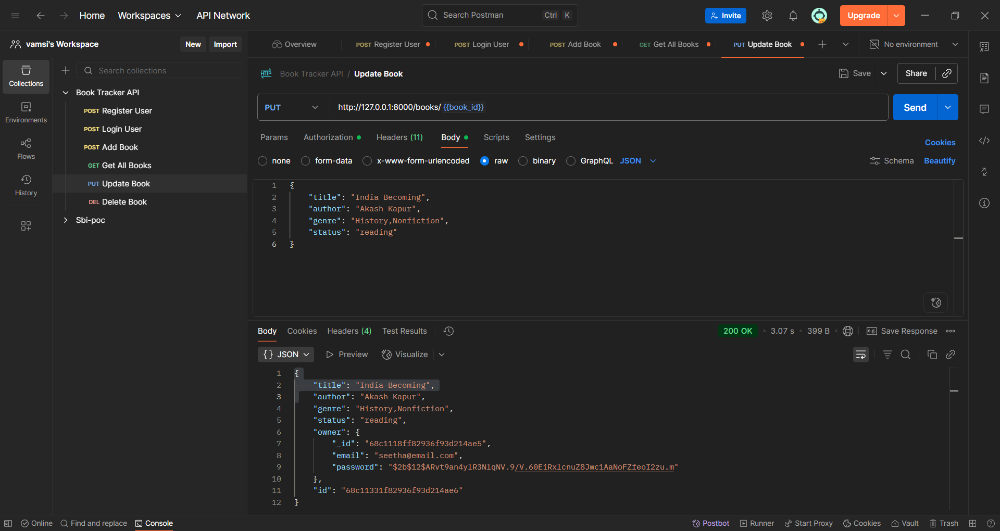 Home Workspaces API Network Search Postman Ctrl K Invite Upgrade
vamsi's Workspace New Import
Overview POST Register User POST Login User POST Add Book GET Get All Books PUT Update Book No environment
Collections
Environments
Flows
History
Search collections
Book Tracker API
POST Register User
POST Login User
POST Add Book
GET Get All Books
PUT Update Book
DEL Delete Book
Sbi-poc
HTTP Book Tracker API / Update Book Save Share
PUT http://127.0.0.1:8000/books/ {{book_id}} Send
Params Authorization Headers (11) Body Scripts Settings Cookies
none form-data x-www-form-urlencoded raw binary GraphQL JSON Schema Beautify
1 {
2 "title": "India Becoming",
3 "author": "Akash Kapur",
4 "genre": "History,Nonfiction",
5 "status": "reading"
6 }
Body Cookies Headers (4) Test Results 200 OK • 3.07 s • 399 B • e.g. Save Response
{} JSON Preview Visualize
1 {
2 "title": "India Becoming",
3 "author": "Akash Kapur",
4 "genre": "History,Nonfiction",
5 "status": "reading",
6 "owner": {
7 "_id": "68c1118ff82936f93d214ae5",
8 "email": "seetha@email.com",
9 "password": "$2b$12$ARvt9an4ylR3NlqNV.9/V.60EiRxlcnuZ8Jwc1AaNoFZfeoI2zu.m"
10 },
11 "id": "68c11331f82936f93d214ae6"
12 }
Online Find and replace Console Postbot Runner Start Proxy Cookies Vault Trash